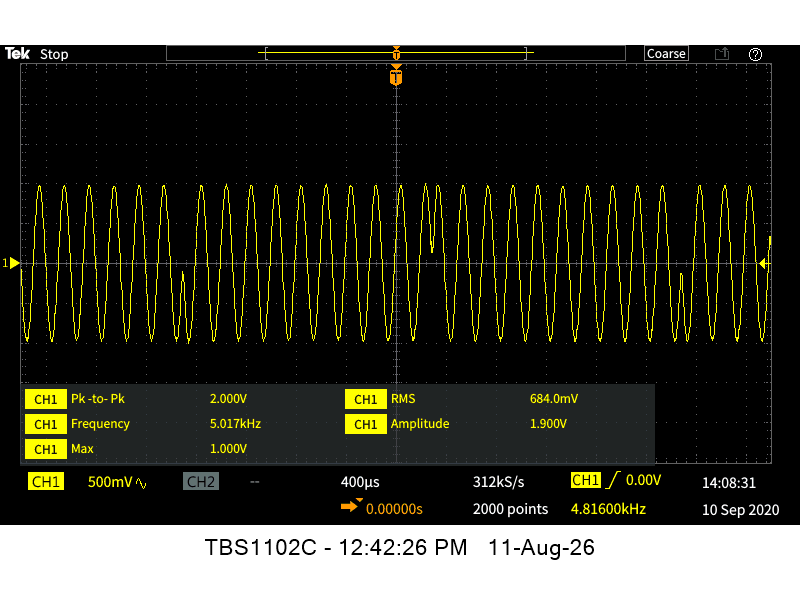 Tek Stop Coarse ?
T
T
1
CH1 Pk -to- Pk 2.000V CH1 RMS 684.0mV
CH1 Frequency 5.017kHz CH1 Amplitude 1.900V
CH1 Max 1.000V
CH1 500mV CH2 -- 400µs 312kS/s CH1 0.00V 14:08:31
0.00000s 2000 points 4.81600kHz 10 Sep 2020
TBS1102C - 12:42:26 PM 11-Aug-26